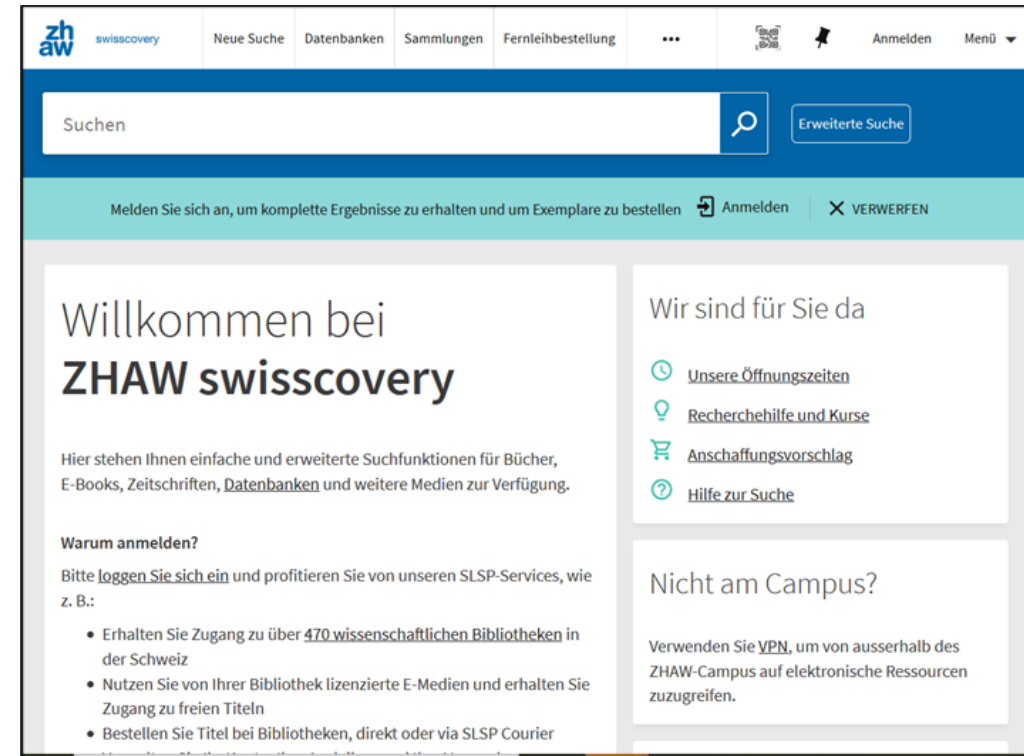 zh
aw
swisscovery
Neue Suche
Datenbanken
Sammlungen
Fernleihbestellung
•••
Anmelden
Menü
Suchen
Erweiterte Suche
Melden Sie sich an, um komplette Ergebnisse zu erhalten und um Exemplare zu bestellen
Anmelden
VERWERFEN
Willkommen bei
ZHAW swisscovery
Hier stehen Ihnen einfache und erweiterte Suchfunktionen für Bücher,
E-Books, Zeitschriften, Datenbanken und weitere Medien zur Verfügung.
Warum anmelden?
Bitte loggen Sie sich ein und profitieren Sie von unseren SLSP-Services, wie
z. B.:
• Erhalten Sie Zugang zu über 470 wissenschaftlichen Bibliotheken in
der Schweiz
• Nutzen Sie von Ihrer Bibliothek lizenzierte E-Medien und erhalten Sie
Zugang zu freien Titeln
• Bestellen Sie Titel bei Bibliotheken, direkt oder via SLSP Courier
Wir sind für Sie da
Unsere Öffnungszeiten
Recherchehilfe und Kurse
Anschaffungsvorschlag
Hilfe zur Suche
Nicht am Campus?
Verwenden Sie VPN, um von ausserhalb des
ZHAW-Campus auf elektronische Ressourcen
zuzugreifen.